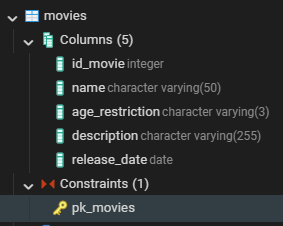 movies
Columns (5)
id_movie integer
name character varying(50)
age_restriction character varying(3)
description character varying(255)
release_date date
Constraints (1)
pk_movies